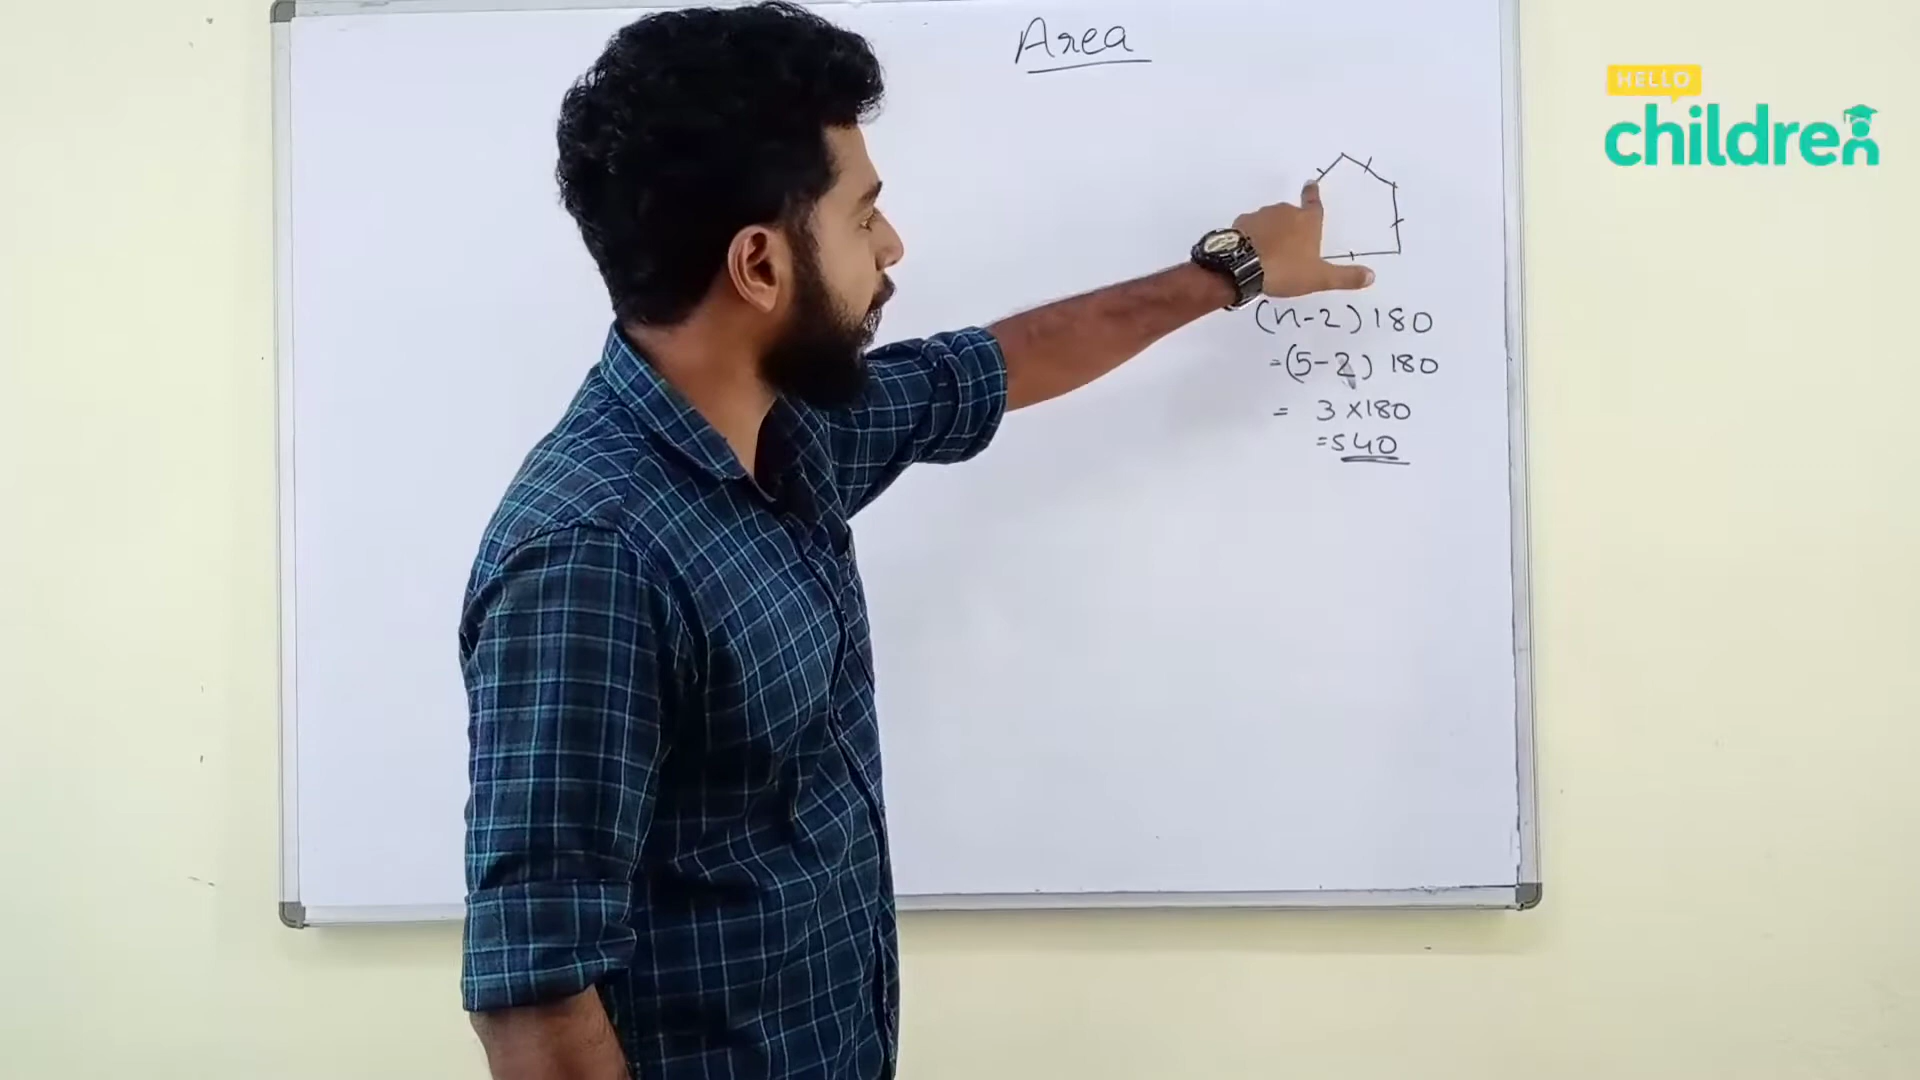 Area
HELLO
children
(n-2) 180
=(5-2) 180
= 3 x180
=540